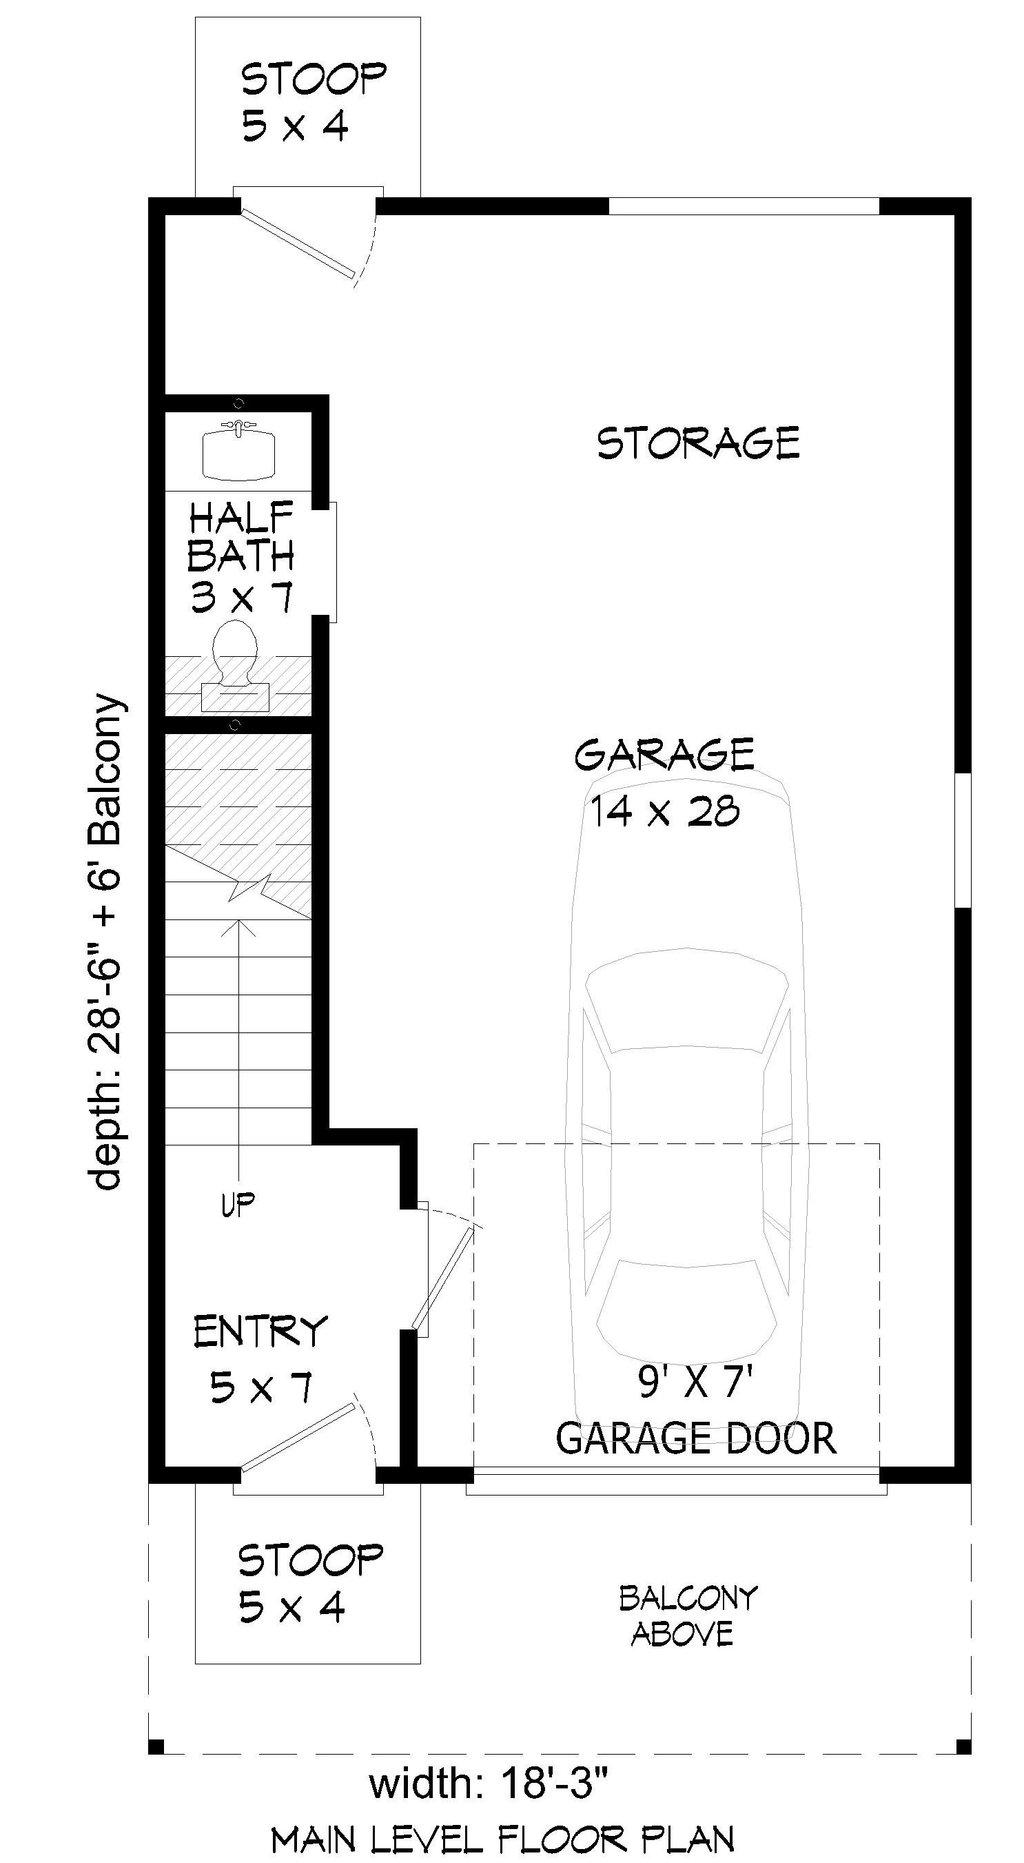 STOOP
5 x 4
STORAGE
HALF
BATH
3 x 7
GARAGE
14 x 28
depth: 28'-6" + 6' Balcony
UP
ENTRY
5 x 7
9' X 7'
GARAGE DOOR
STOOP
5 x 4
BALCONY
ABOVE
width: 18'-3"
MAIN LEVEL FLOOR PLAN